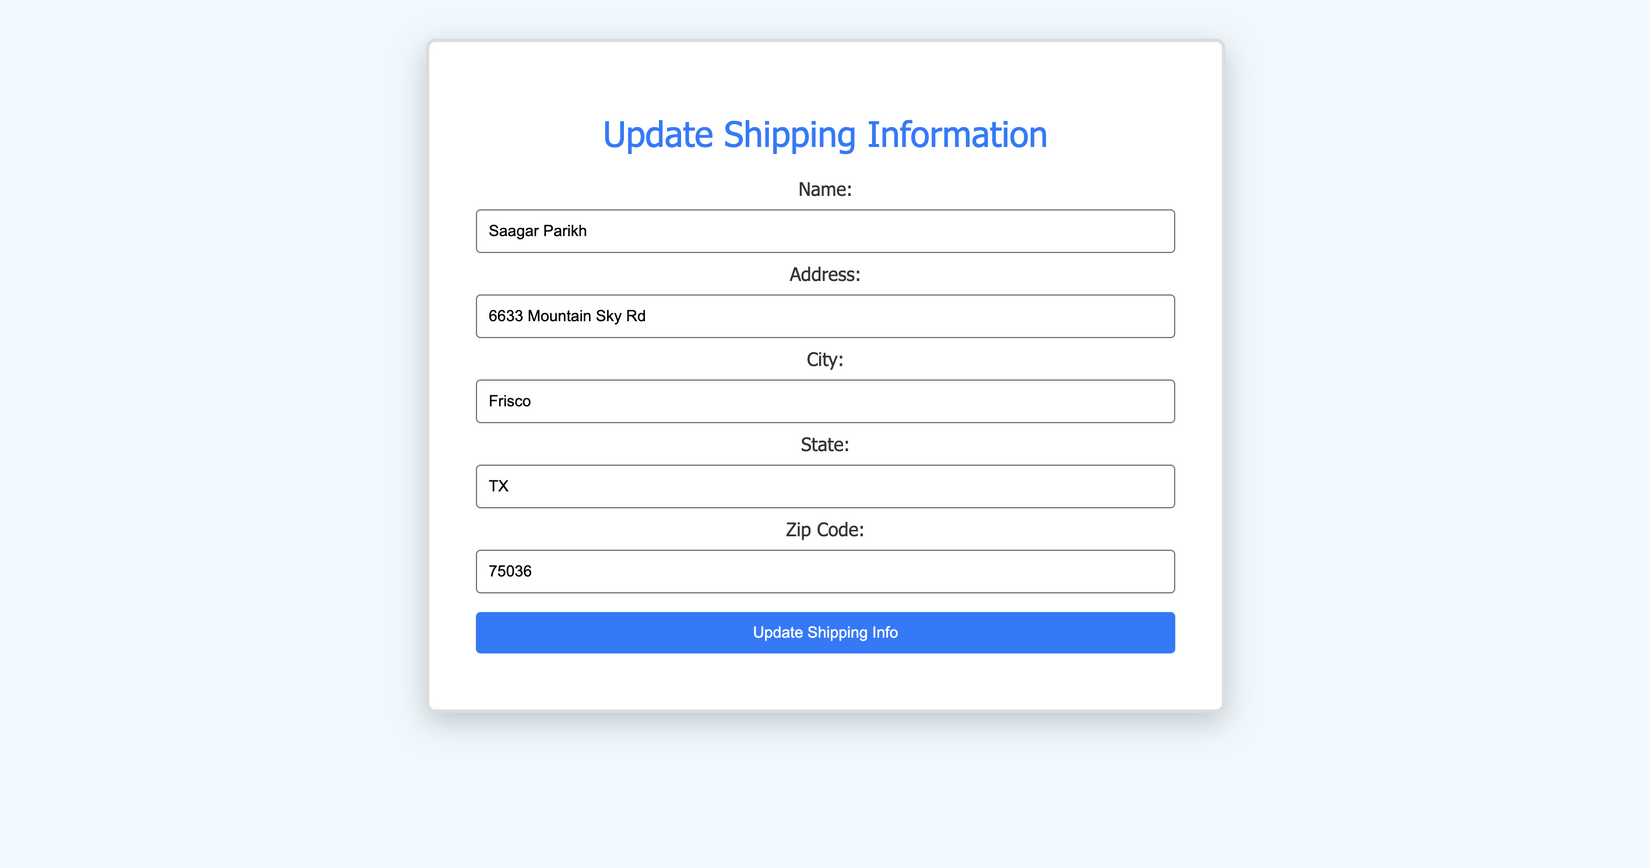 Update Shipping Information
Name:
Saagar Parikh
Address:
6633 Mountain Sky Rd
City:
Frisco
State:
TX
Zip Code:
75036
Update Shipping Info